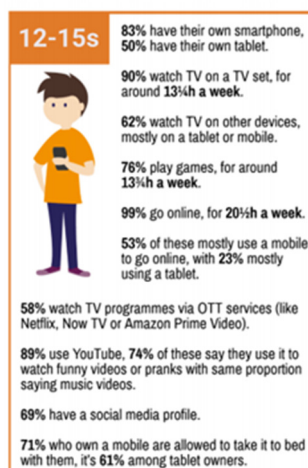 12-15s
83% have their own smartphone,
50% have their own tablet.
90% watch TV on a TV set, for
around 13¼h a week.
62% watch TV on other devices,
mostly on a tablet or mobile.
76% play games, for around
13¾h a week.
99% go online, for 20½h a week.
53% of these mostly use a mobile
to go online, with 23% mostly
using a tablet.
58% watch TV programmes via OTT services (like
Netflix, Now TV or Amazon Prime Video).
89% use YouTube, 74% of these say they use it to
watch funny videos or pranks with same proportion
saying music videos.
69% have a social media profile.
71% who own a mobile are allowed to take it to bed
with them, it's 61% among tablet owners.